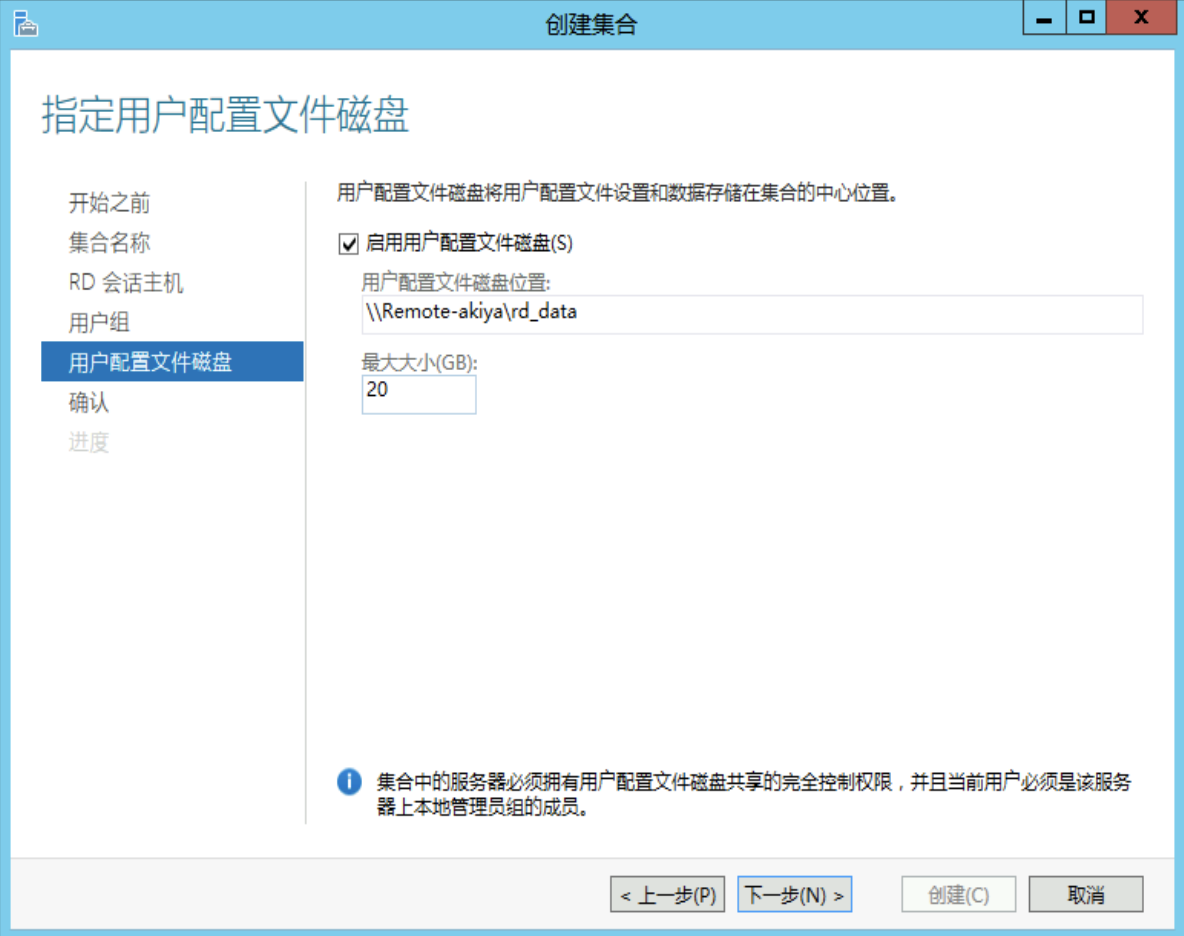 创建集合
指定用户配置文件磁盘
开始之前
集合名称
RD 会话主机
用户组
用户配置文件磁盘
确认
进度
用户配置文件磁盘将用户配置文件设置和数据存储在集合的中心位置。
启用用户配置文件磁盘(S)
用户配置文件磁盘位置:
\\Remote-akiya\rd_data
最大大小(GB):
20
集合中的服务器必须拥有用户配置文件磁盘共享的完全控制权限，并且当前用户必须是该服务
器上本地管理员组的成员。
< 上一步(P)
下一步(N) >
创建(C)
取消